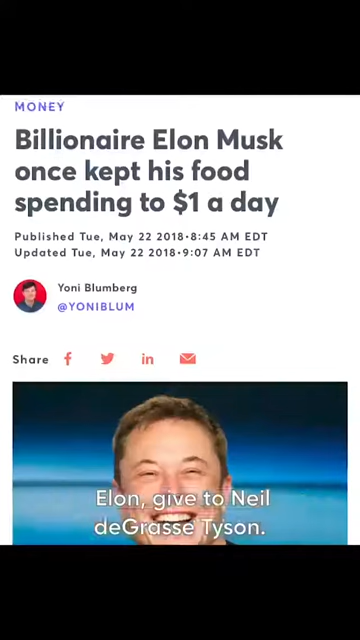 MONEY
Billionaire Elon Musk
once kept his food
spending to $1 a day
Published Tue, May 22 2018•8:45 AM EDT
Updated Tue, May 22 2018•9:07 AM EDT
Yoni Blumberg
@YONIBLUM
Share
Elon, give to Neil
deGrasse Tyson.